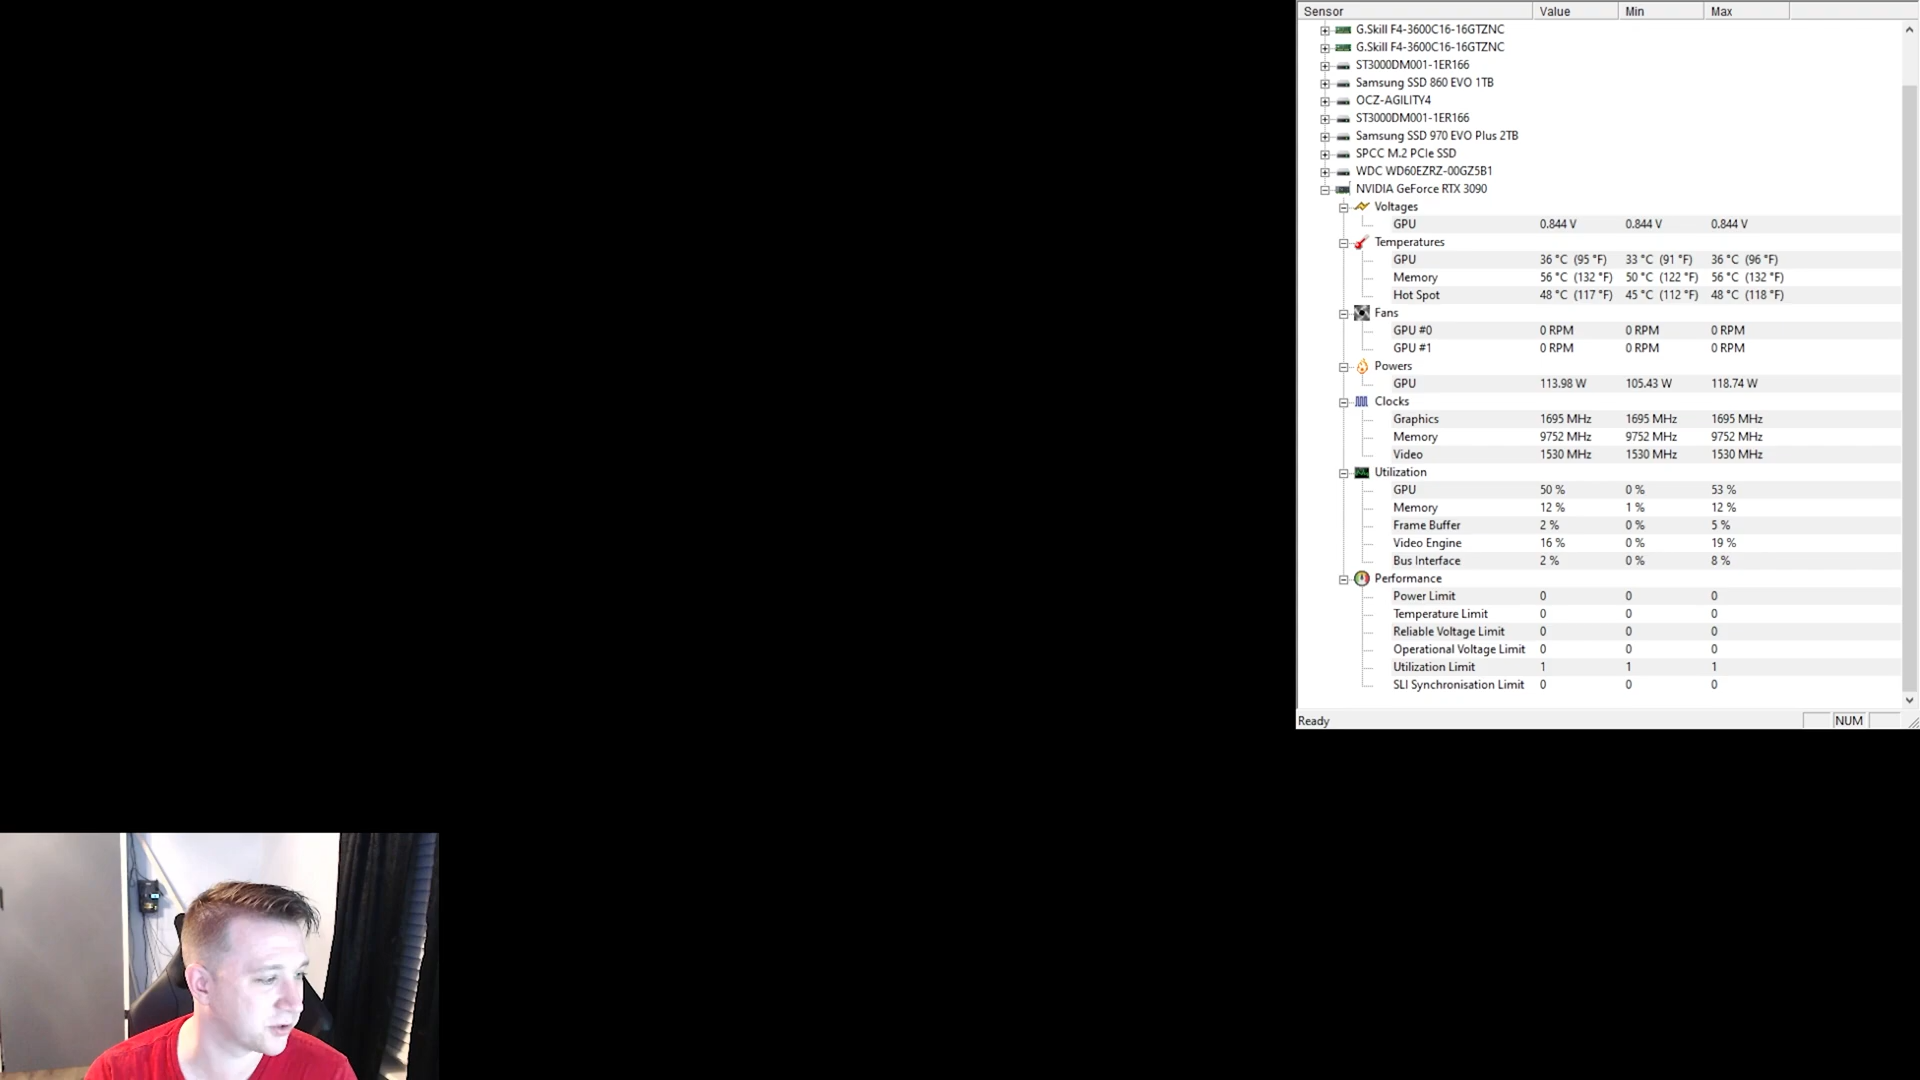 Sensor Value Min Max
G.Skill F4-3600C16-16GTZNC
G.Skill F4-3600C16-16GTZNC
ST3000DM001-1ER166
Samsung SSD 860 EVO 1TB
OCZ-AGILITY4
ST3000DM001-1ER166
Samsung SSD 970 EVO Plus 2TB
SPCC M.2 PCIe SSD
WDC WD60EZRZ-00GZ5B1
NVIDIA GeForce RTX 3090
Voltages
GPU 0.844 V 0.844 V 0.844 V
Temperatures
GPU 36 °C (95 °F) 33 °C (91 °F) 36 °C (96 °F)
Memory 56 °C (132 °F) 50 °C (122 °F) 56 °C (132 °F)
Hot Spot 48 °C (117 °F) 45 °C (112 °F) 48 °C (118 °F)
Fans
GPU #0 0 RPM 0 RPM 0 RPM
GPU #1 0 RPM 0 RPM 0 RPM
Powers
GPU 113.98 W 105.43 W 118.74 W
Clocks
Graphics 1695 MHz 1695 MHz 1695 MHz
Memory 9752 MHz 9752 MHz 9752 MHz
Video 1530 MHz 1530 MHz 1530 MHz
Utilization
GPU 50 % 0 % 53 %
Memory 12 % 1 % 12 %
Frame Buffer 2 % 0 % 5 %
Video Engine 16 % 0 % 19 %
Bus Interface 2 % 0 % 8 %
Performance
Power Limit 0 0 0
Temperature Limit 0 0 0
Reliable Voltage Limit 0 0 0
Operational Voltage Limit 0 0 0
Utilization Limit 1 1 1
SLI Synchronisation Limit 0 0 0
Ready NUM